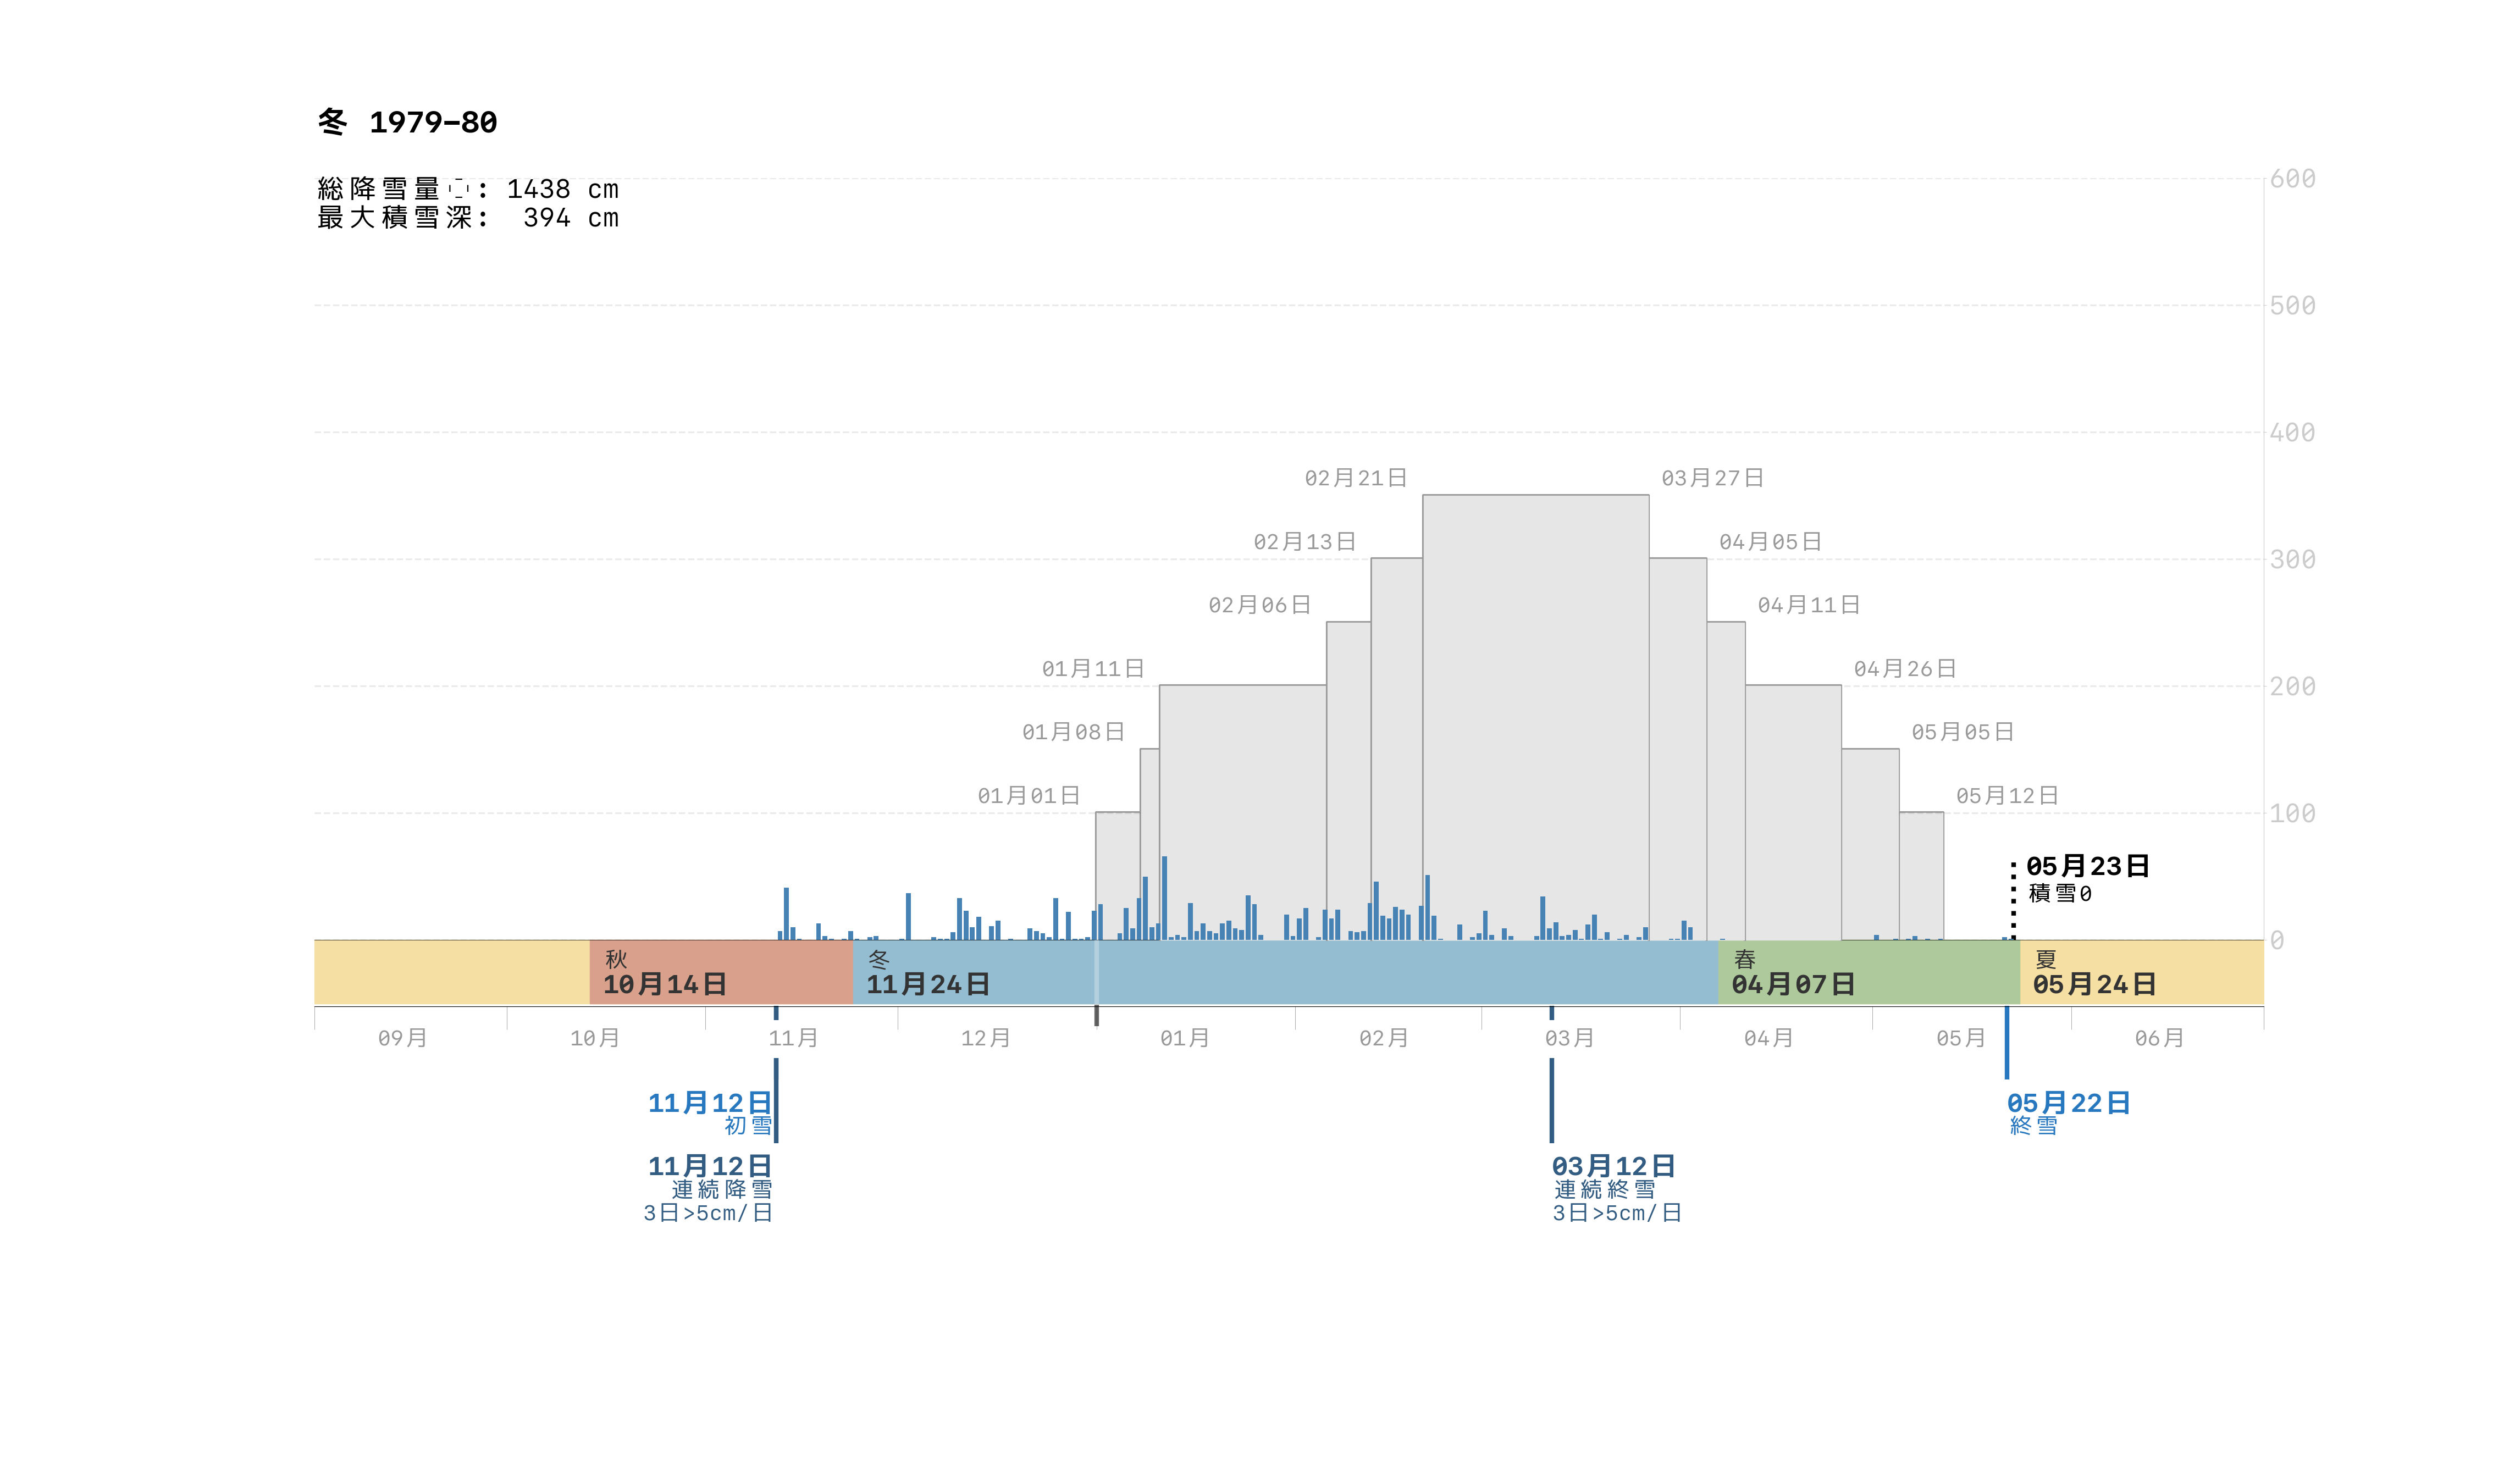 冬 1979–80
総降雪量 : 1438 cm
最大積雪深: 394 cm
600
500
400
300
200
100
0
02月21日
03月27日
02月13日
04月05日
02月06日
04月11日
01月11日
04月26日
01月08日
05月05日
01月01日
05月12日
05月23日
積雪0
秋
10月14日
冬
11月24日
春
04月07日
夏
05月24日
09月
10月
11月
12月
01月
02月
03月
04月
05月
06月
11月12日
初雪
05月22日
終雪
11月12日
連続降雪
3日>5cm/日
03月12日
連続終雪
3日>5cm/日